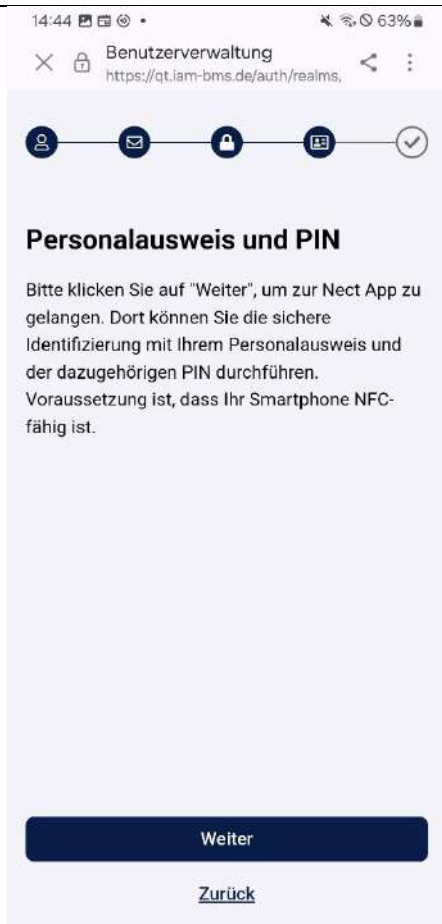 14:44
63%
Benutzerverwaltung
https://qt.iam-bms.de/auth/realms,
Personalausweis und PIN
Bitte klicken Sie auf "Weiter", um zur Nect App zu
gelangen. Dort können Sie die sichere
Identifizierung mit Ihrem Personalausweis und
der dazugehörigen PIN durchführen.
Voraussetzung ist, dass Ihr Smartphone NFC-
fähig ist.
Weiter
Zurück